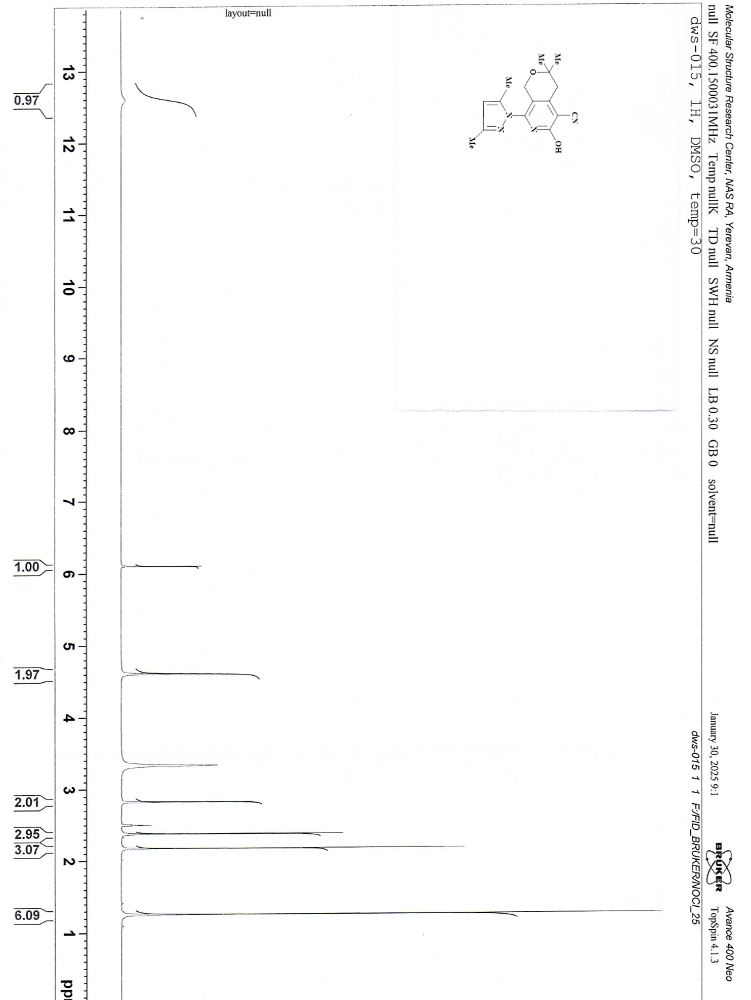 Molecular Structure Research Center, NAS RA, Yerevan, Armenia Avance 400 Neo
null SF 400.1500031MHz Temp nullK TD null SWH null NS null LB 0.30 GB 0 solvent=null January 30, 2025 9:1 BRUKER TopSpin 4.1.3
dws-015, 1H, DMSO, temp=30 dws-015 1 1 F:/FID_BRUKER/NOCI_25
CN
OH
Me
Me
O
N
Me
N
N
Me
layout=null
13 12 11 10 9 8 7 6 5 4 3 2 1
0.97 1.00 1.97 2.01 2.95 3.07 6.09